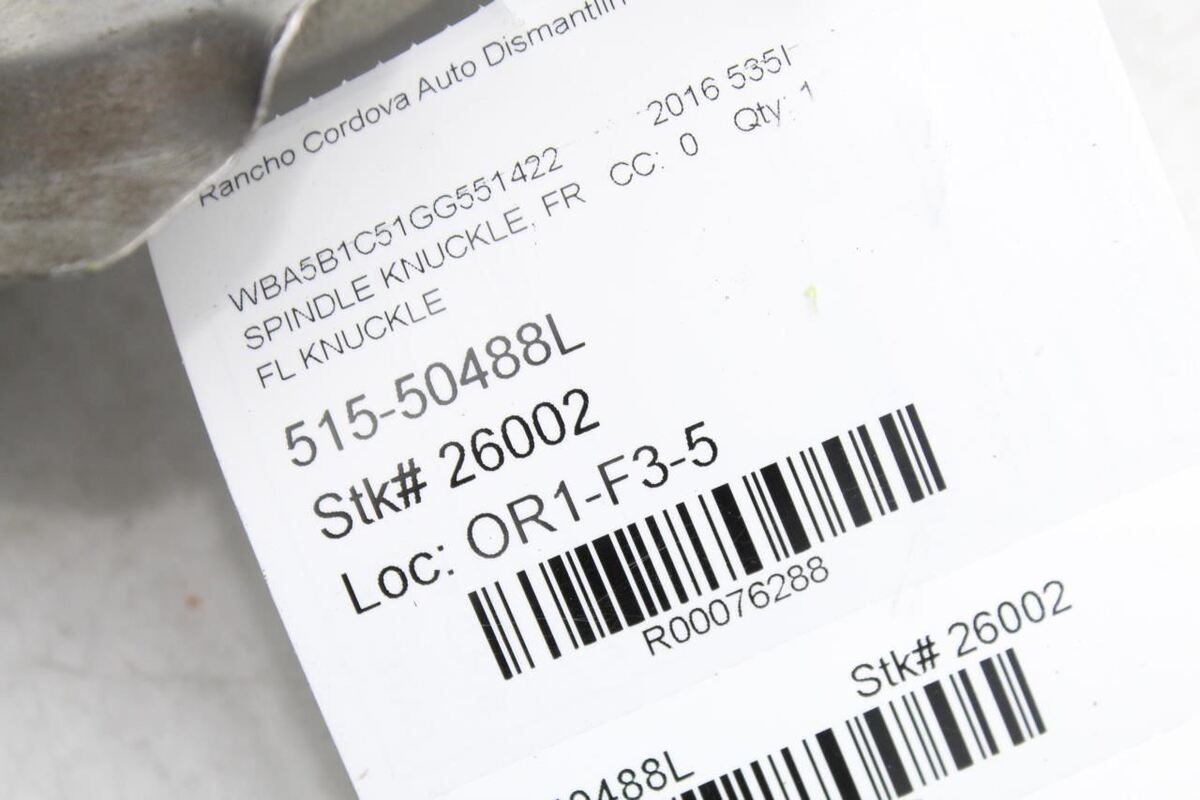 Rancho Cordova Auto Dismantlin
WBA5B1C51GG551422 2016 535I
SPINDLE KNUCKLE, FR CC: 0 Qty: 1
FL KNUCKLE
515-50488L
Stk# 26002
Loc: OR1-F3-5
R00076288
Stk# 26002
0488L